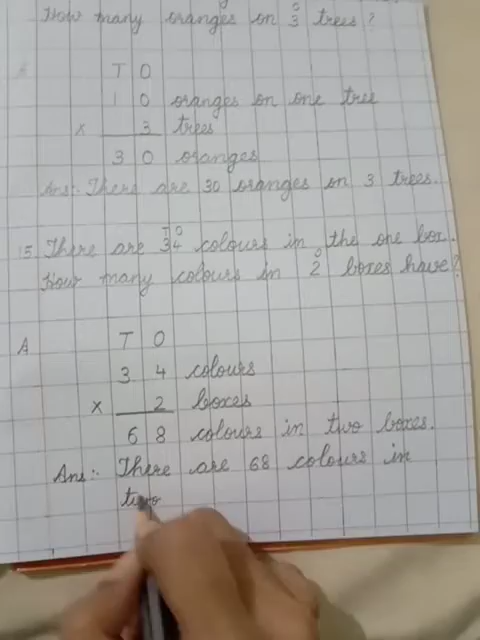 How many oranges on 3 trees?
T O
1 0 oranges on one tree
x 3 trees
3 0 oranges
Ans:- There are 30 oranges on 3 trees.
T O
15 There are 34 colours in the one box.
O
How many colours in 2 boxes have?
A T O
3 4 colours
x 2 boxes
6 8 colours in two boxes.
Ans:- There are 68 colours in
two